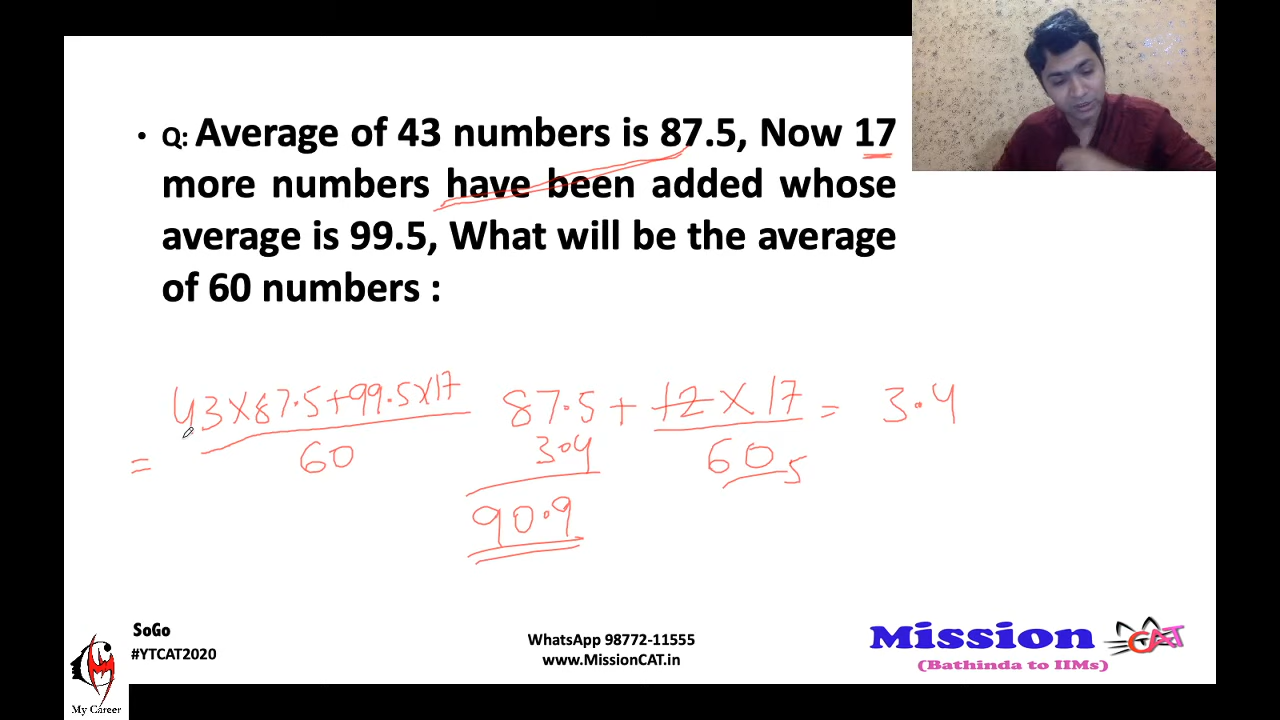 • Q: Average of 43 numbers is 87.5, Now 17
more numbers have been added whose
average is 99.5, What will be the average
of 60 numbers :
43×87.5+99.5×17
= 60
87.5 + 12 × 17 = 3.4
3.4 60 5
90.9
SoGo
#YTCAT2020
WhatsApp 98772-11555
www.MissionCAT.in
Mission CAT
(Bathinda to IIMs)
My Career